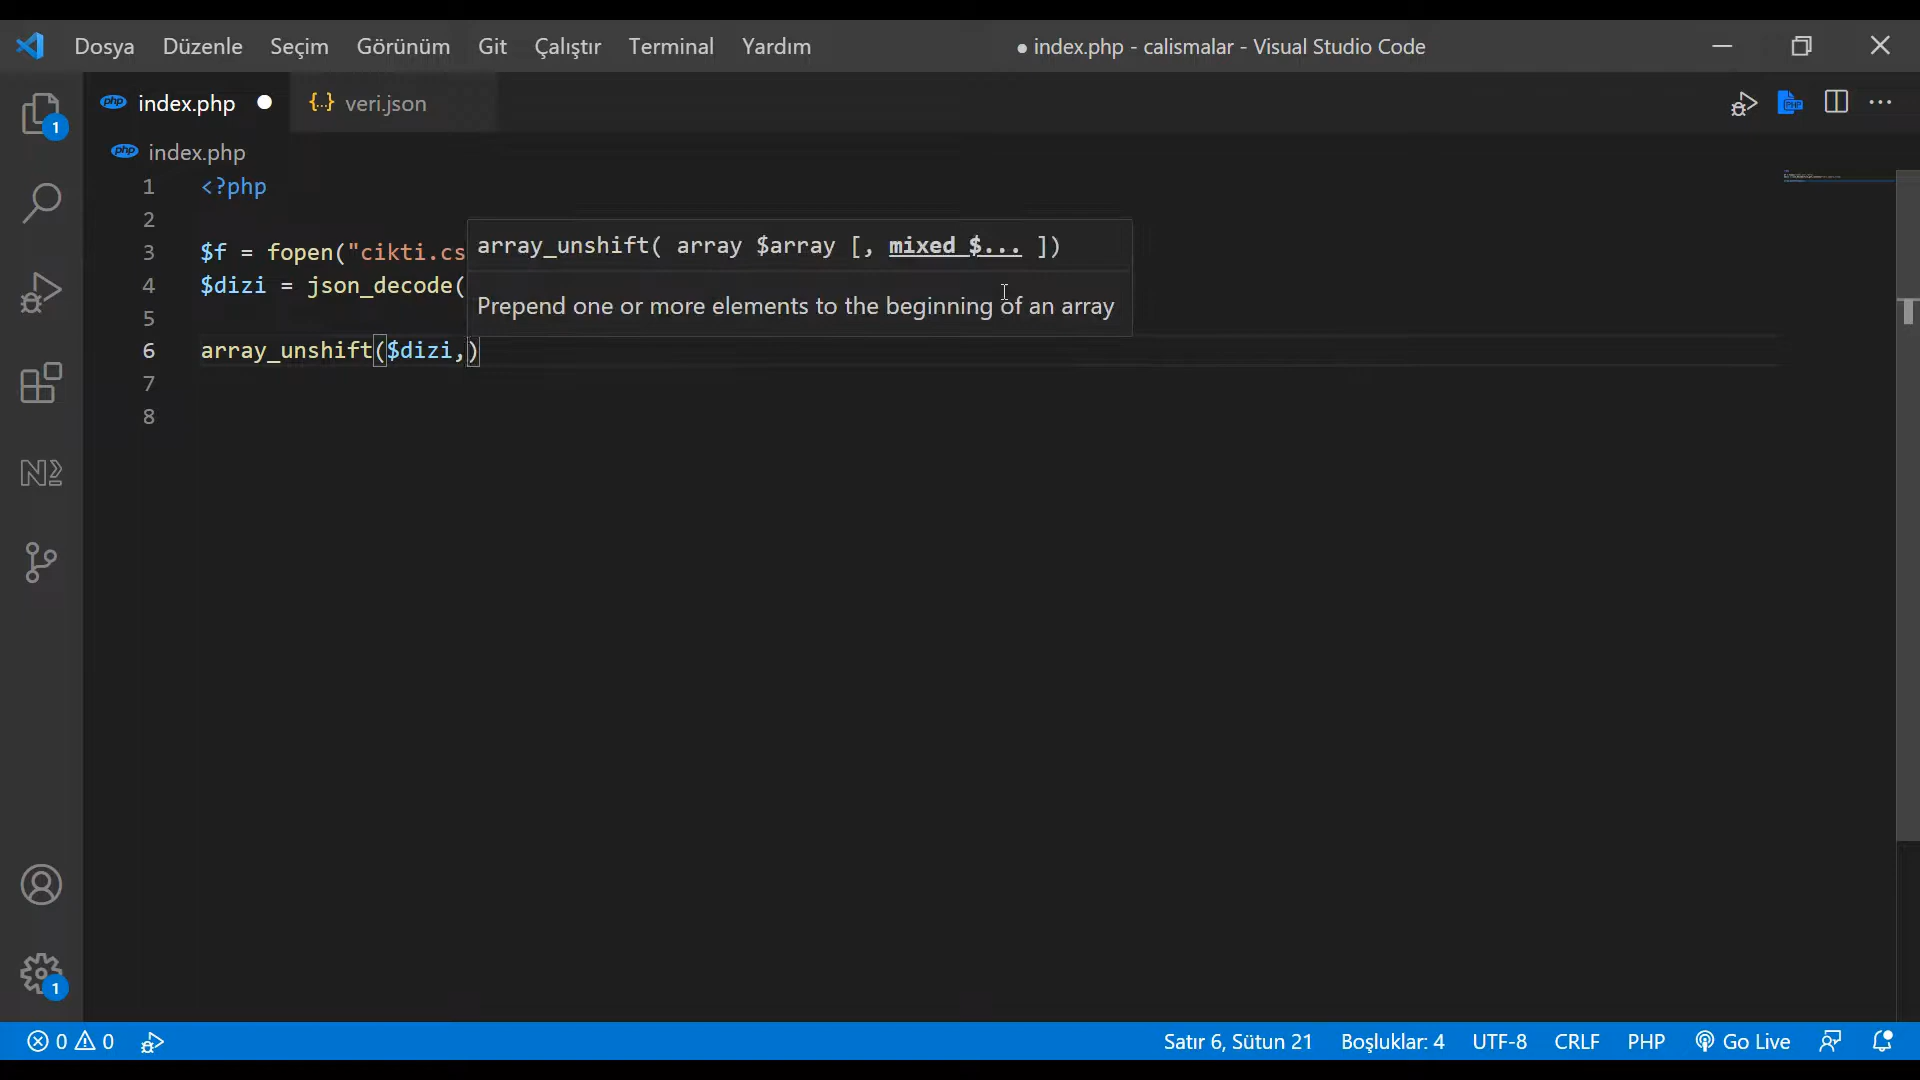 Dosya Düzenle Seçim Görünüm Git Çalıştır Terminal Yardım ● index.php - calismalar - Visual Studio Code
index.php veri.json
index.php
1 <?php
2
3 $f = fopen("cikti.cs
4 $dizi = json_decode(
5
6 array_unshift($dizi,)
7
8
array_unshift( array $array [, mixed $... ])
Prepend one or more elements to the beginning of an array
1
1
0 0 Satır 6, Sütun 21 Boşluklar: 4 UTF-8 CRLF PHP Go Live